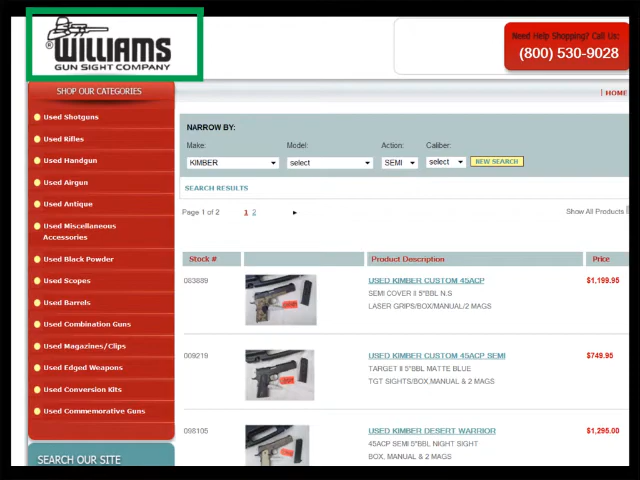 WILLIAMS
GUN SIGHT COMPANY
®
Need Help Shopping? Call Us:
(800) 530-9028
SHOP OUR CATEGORIES
| HOME
Used Shotguns
Used Rifles
Used Handgun
Used Airgun
Used Antique
Used Miscellaneous
Accessories
Used Black Powder
Used Scopes
Used Barrels
Used Combination Guns
Used Magazines/Clips
Used Edged Weapons
Used Conversion Kits
Used Commemorative Guns
SEARCH OUR SITE
NARROW BY:
Make: Model: Action: Caliber:
KIMBER select SEMI select NEW SEARCH
SEARCH RESULTS
Page 1 of 2 1 2 Show All Products
Stock # Product Description Price
083889 USED KIMBER CUSTOM 45ACP $1,199.95
SEMI COVER II 5"BBL N.S
LASER GRIPS/BOX/MANUAL/2 MAGS
009219 USED KIMBER CUSTOM 45ACP SEMI $749.95
TARGET II 5"BBL MATTE BLUE
TGT SIGHTS/BOX,MANUAL & 2 MAGS
098105 USED KIMBER DESERT WARRIOR $1,295.00
45ACP SEMI 5"BBL NIGHT SIGHT
BOX, MANUAL & 2 MAGS